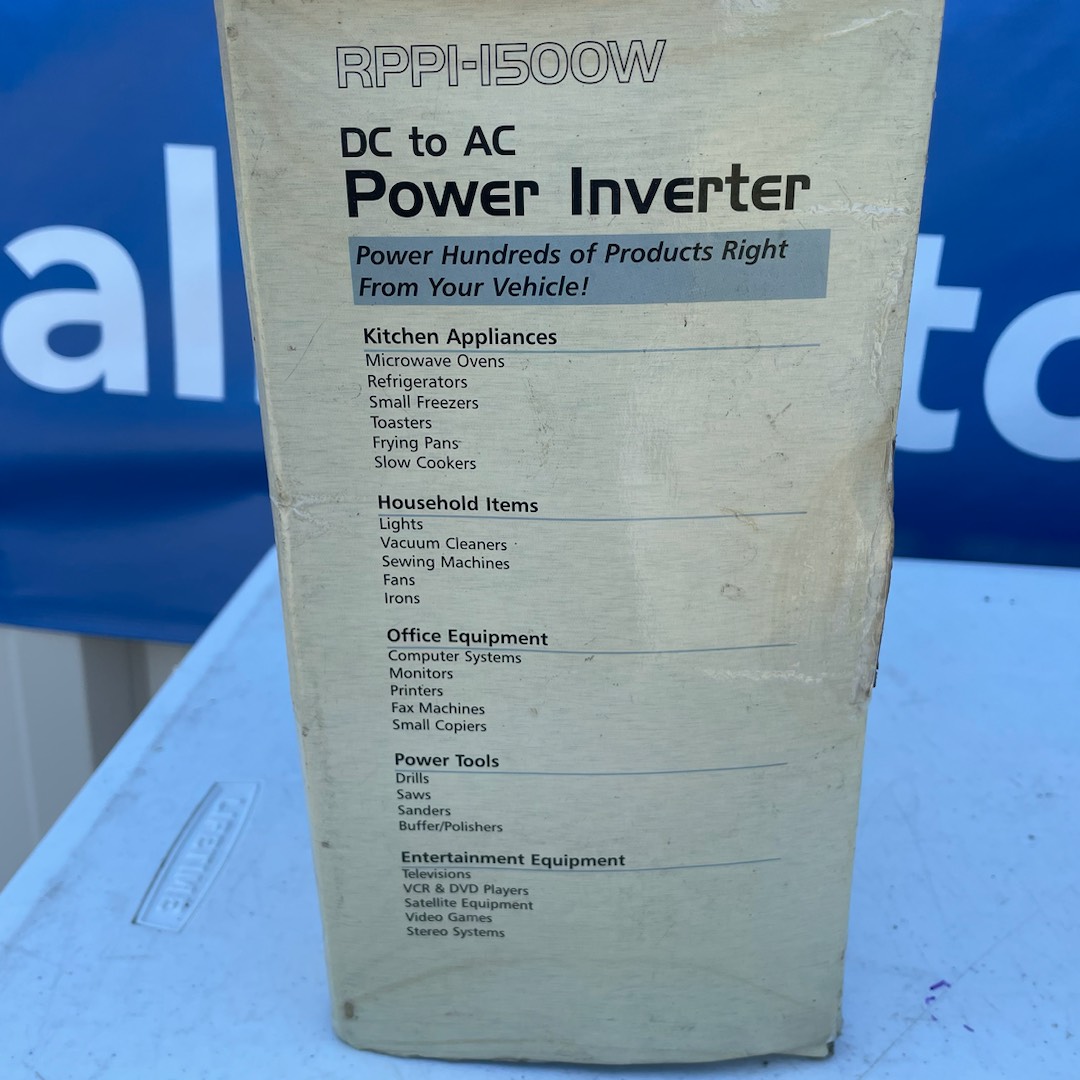 RPPI-1500W
DC to AC
Power Inverter
Power Hundreds of Products Right
From Your Vehicle!
Kitchen Appliances
Microwave Ovens
Refrigerators
Small Freezers
Toasters
Frying Pans
Slow Cookers
Household Items
Lights
Vacuum Cleaners
Sewing Machines
Fans
Irons
Office Equipment
Computer Systems
Monitors
Printers
Fax Machines
Small Copiers
Power Tools
Drills
Saws
Sanders
Buffer/Polishers
Entertainment Equipment
Televisions
VCR & DVD Players
Satellite Equipment
Video Games
Stereo Systems
al
to
LIFETIME